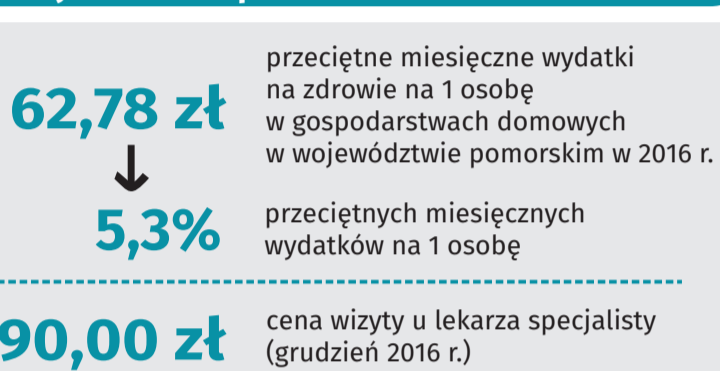 62,78 zł
przeciętne miesięczne wydatki
na zdrowie na 1 osobę
w gospodarstwach domowych
w województwie pomorskim w 2016 r.
5,3%
przeciętnych miesięcznych
wydatków na 1 osobę
90,00 zł
cena wizyty u lekarza specjalisty
(grudzień 2016 r.)